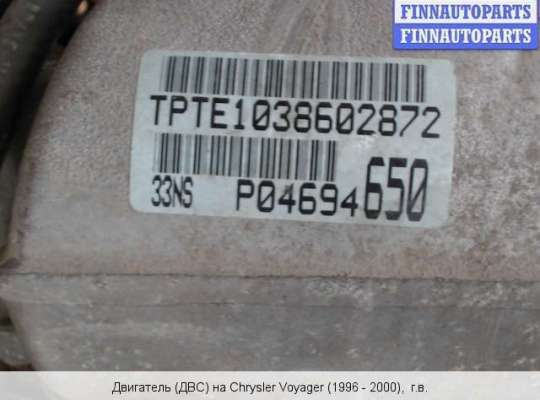 FINNAUTOPARTS
FINNAUTOPARTS
TPTE1038602872
33NS P04694650
Двигатель (ДВС) на Chrysler Voyager (1996 - 2000), г.в.